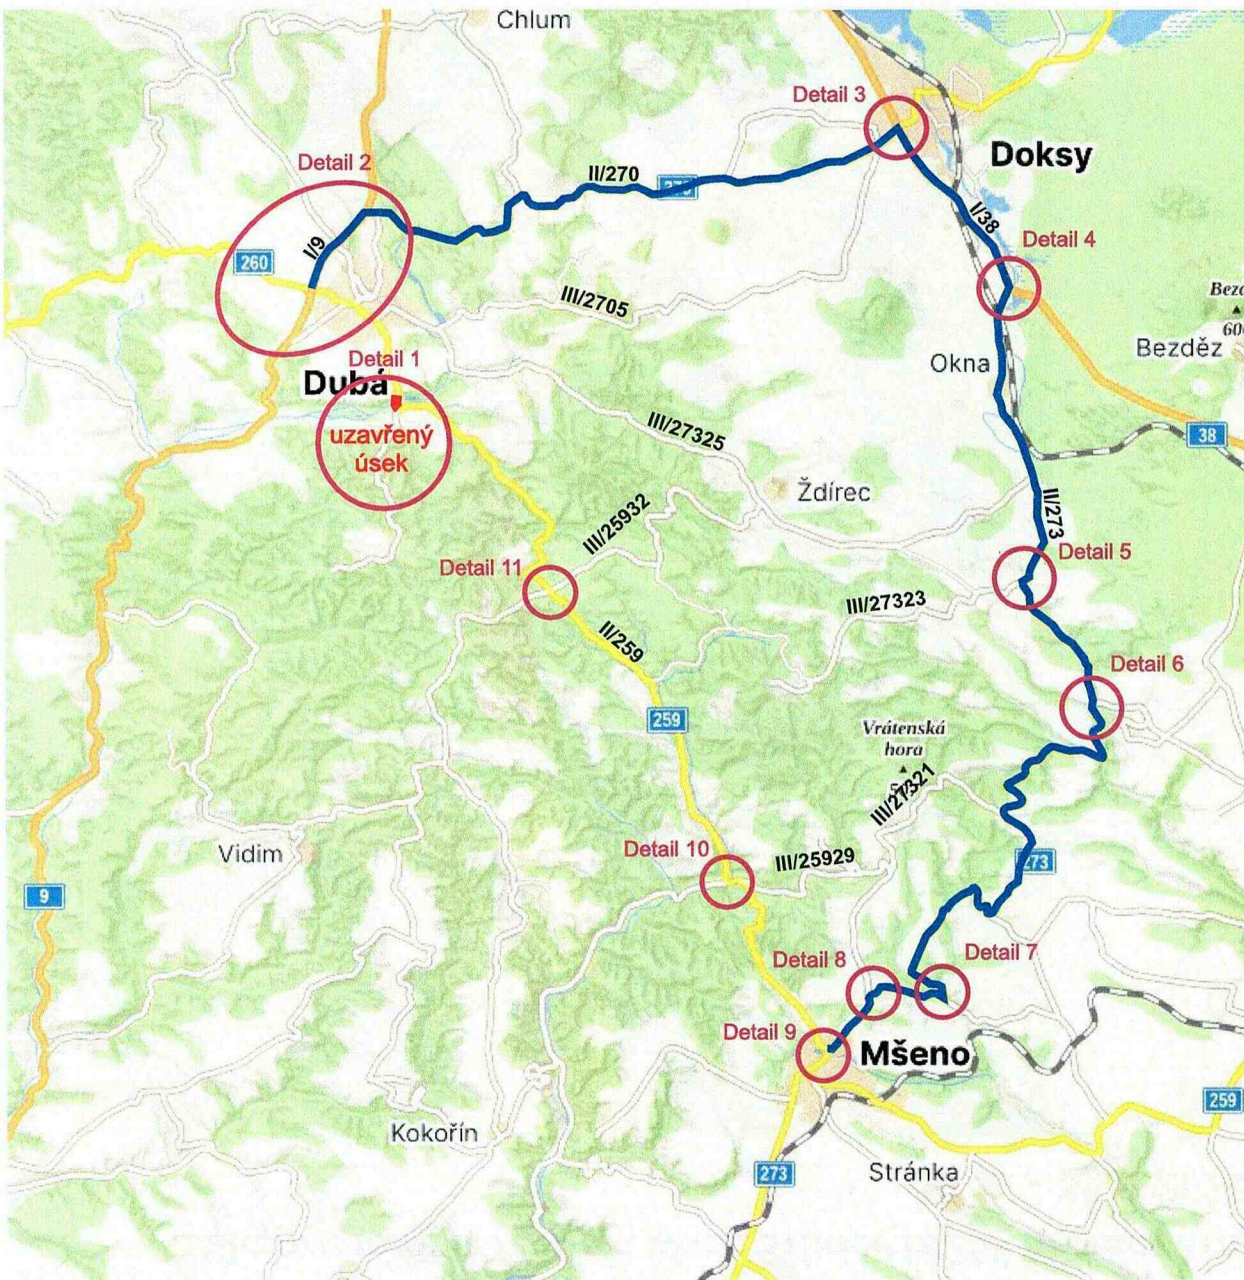 Chlum
Detail 3
Doksy
Detail 2
II/270
I/9
260
I/38
Detail 4
III/2705
Okna
Bezděz
Detail 1
Dubá
uzavřený
úsek
III/27325
38
Ždírec
II/273
III/25932
Detail 5
Detail 11
III/27323
II/259
Detail 6
259
Vrátenská
hora
III/27321
Vidim
Detail 10
III/25929
273
9
Detail 8
Detail 7
Detail 9
Mšeno
259
Kokořín
273
Stránka